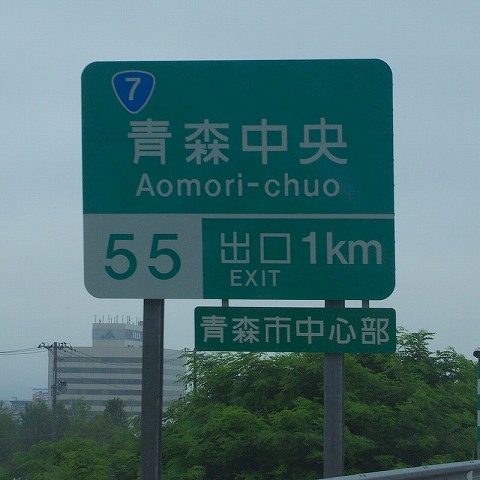 7
青森中央
Aomori-chuo
55
出口 1km
EXIT
青森市中心部